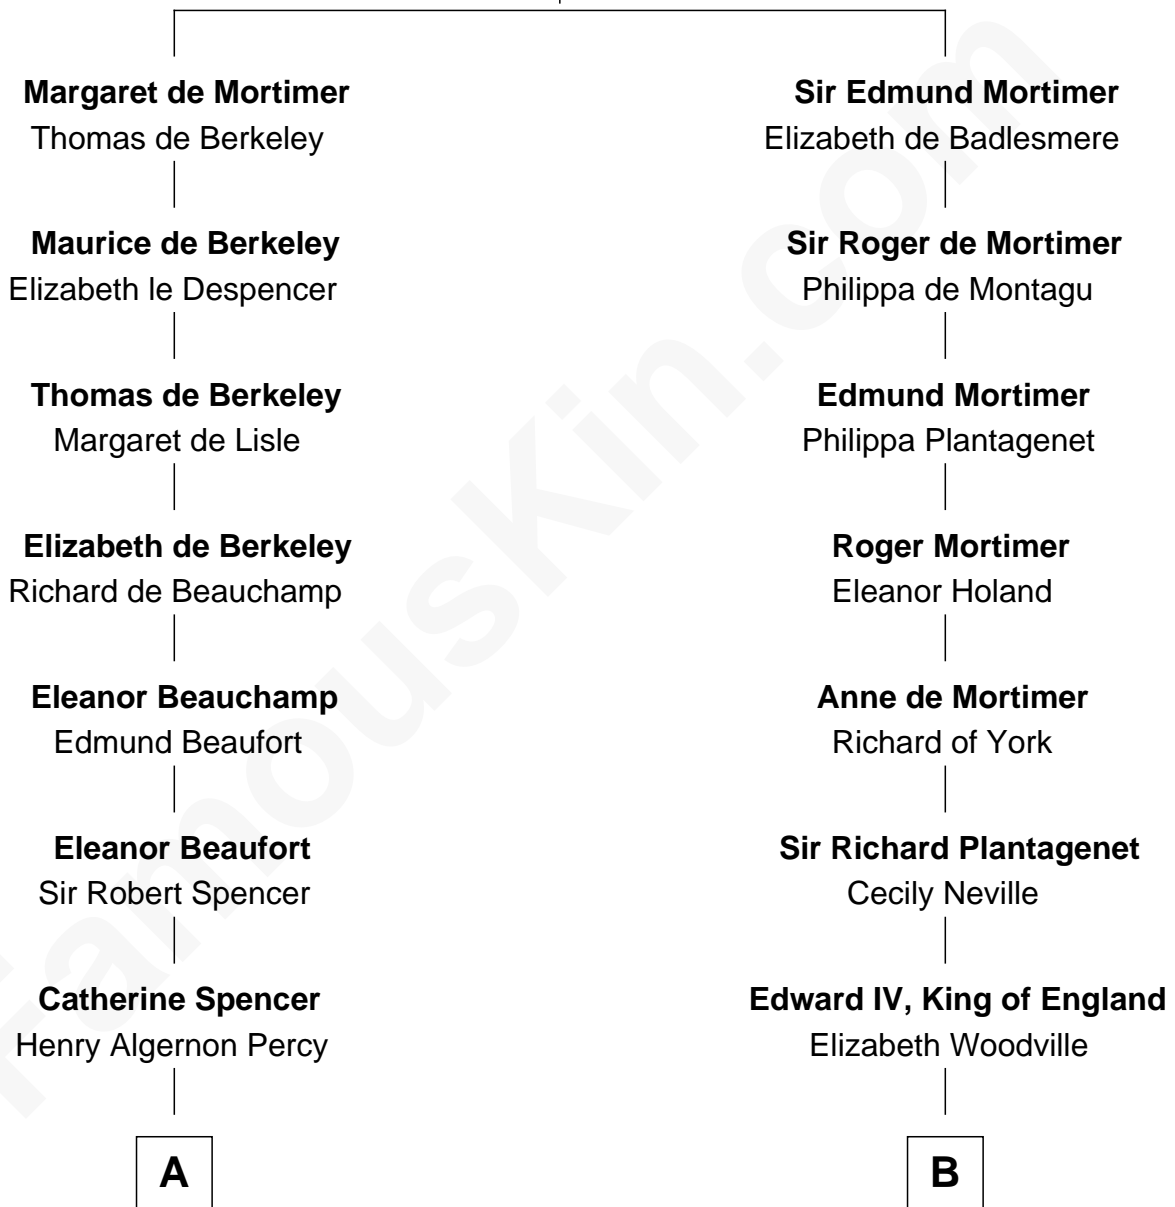 Margaret de Mortimer
Thomas de Berkeley
Maurice de Berkeley
Elizabeth le Despencer
Thomas de Berkeley
Margaret de Lisle
Elizabeth de Berkeley
Richard de Beauchamp
Eleanor Beauchamp
Edmund Beaufort
Eleanor Beaufort
Sir Robert Spencer
Catherine Spencer
Henry Algernon Percy
A
Sir Edmund Mortimer
Elizabeth de Badlesmere
Sir Roger de Mortimer
Philippa de Montagu
Edmund Mortimer
Philippa Plantagenet
Roger Mortimer
Eleanor Holand
Anne de Mortimer
Richard of York
Sir Richard Plantagenet
Cecily Neville
Edward IV, King of England
Elizabeth Woodville
B
FamousKin.com